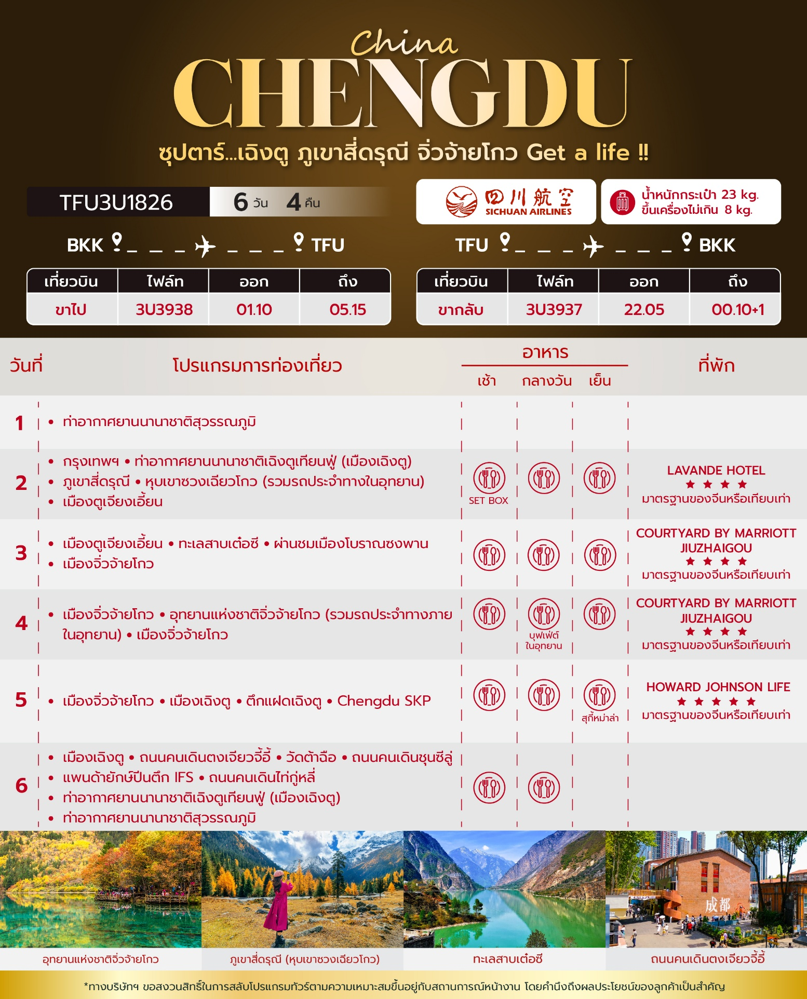 China
CHENGDU
ซุปตาร์...เฉิงตู ภูเขาสี่ดรุณี จิ่วจ้ายโกว Get a life !!
TFU3U1826 6 วัน 4 คืน
四川航空
SICHUAN AIRLINES
น้ำหนักกระเป๋า 23 kg.
ขึ้นเครื่องไม่เกิน 8 kg.
BKK TFU
TFU BKK
เที่ยวบิน ไฟล์ท ออก ถึง
ขาไป 3U3938 01.10 05.15
เที่ยวบิน ไฟล์ท ออก ถึง
ขากลับ 3U3937 22.05 00.10+1
วันที่ โปรแกรมการท่องเที่ยว อาหาร ที่พัก
เช้า กลางวัน เย็น
1
• ท่าอากาศยานนานาชาติสุวรรณภูมิ
2
• กรุงเทพฯ • ท่าอากาศยานนานาชาติเฉิงตูเทียนฟู่ (เมืองเฉิงตู)
• ภูเขาสี่ดรุณี • หุบเขาซวงเฉียวโกว (รวมรถประจำทางในอุทยาน)
• เมืองตูเจียงเอี้ยน
SET BOX
LAVANDE HOTEL
★ ★ ★ ★
มาตรฐานของจีนหรือเทียบเท่า
3
• เมืองตูเจียงเอี้ยน • ทะเลสาบเต๋อซี • ผ่านชมเมืองโบราณซงพาน
• เมืองจิ่วจ้ายโกว
COURTYARD BY MARRIOTT
JIUZHAIGOU
★ ★ ★ ★
มาตรฐานของจีนหรือเทียบเท่า
4
• เมืองจิ่วจ้ายโกว • อุทยานแห่งชาติจิ่วจ้ายโกว (รวมรถประจำทางภาย
ในอุทยาน) • เมืองจิ่วจ้ายโกว
บุฟเฟ่ต์
ในอุทยาน
COURTYARD BY MARRIOTT
JIUZHAIGOU
★ ★ ★ ★
มาตรฐานของจีนหรือเทียบเท่า
5
• เมืองจิ่วจ้ายโกว • เมืองเฉิงตู • ตึกแฝดเฉิงตู • Chengdu SKP
สุกี้หม่าล่า
HOWARD JOHNSON LIFE
★ ★ ★ ★ ★
มาตรฐานของจีนหรือเทียบเท่า
6
• เมืองเฉิงตู • ถนนคนเดินตงเจียวจี้อี้ • วัดต้าฉือ • ถนนคนเดินชุนซีลู่
• แพนด้ายักษ์ปีนตึก IFS • ถนนคนเดินไท่กู่หลี่
• ท่าอากาศยานนานาชาติเฉิงตูเทียนฟู่ (เมืองเฉิงตู)
• ท่าอากาศยานนานาชาติสุวรรณภูมิ
成都
อุทยานแห่งชาติจิ่วจ้ายโกว
ภูเขาสี่ดรุณี (หุบเขาซวงเฉียวโกว)
ทะเลสาบเต๋อซี
ถนนคนเดินตงเจียวจี้อี้
*ทางบริษัทฯ ขอสงวนสิทธิ์ในการสลับโปรแกรมทัวร์ตามความเหมาะสมขึ้นอยู่กับสถานการณ์หน้างาน โดยคำนึงถึงผลประโยชน์ของลูกค้าเป็นสำคัญ